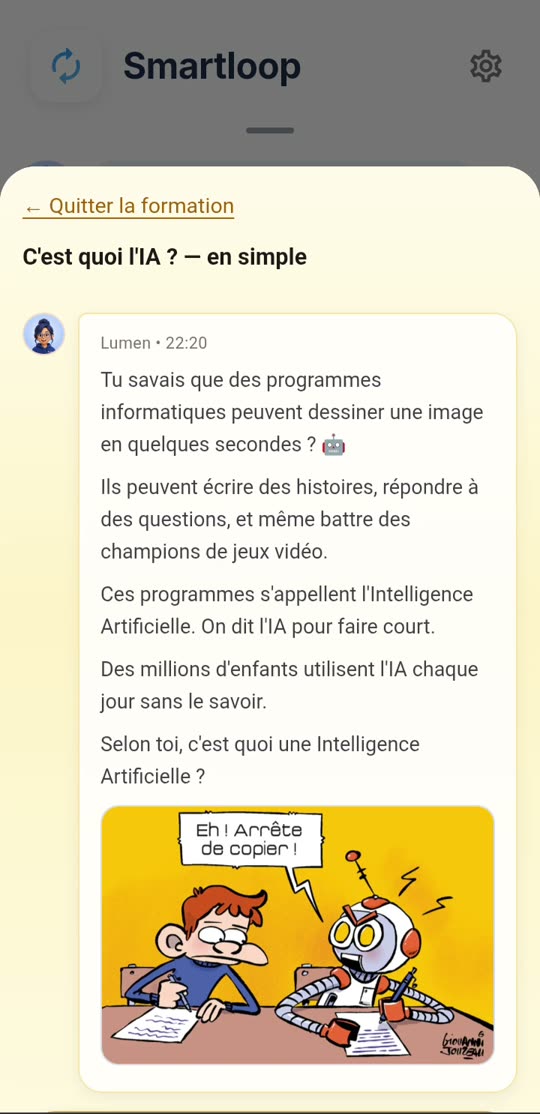 Smartloop
← Quitter la formation
C'est quoi l'IA ? — en simple
Lumen • 22:20
Tu savais que des programmes
informatiques peuvent dessiner une image
en quelques secondes ? 🤖
Ils peuvent écrire des histoires, répondre à
des questions, et même battre des
champions de jeux vidéo.
Ces programmes s'appellent l'Intelligence
Artificielle. On dit l'IA pour faire court.
Des millions d'enfants utilisent l'IA chaque
jour sans le savoir.
Selon toi, c'est quoi une Intelligence
Artificielle ?
Eh ! Arrête
de copier !